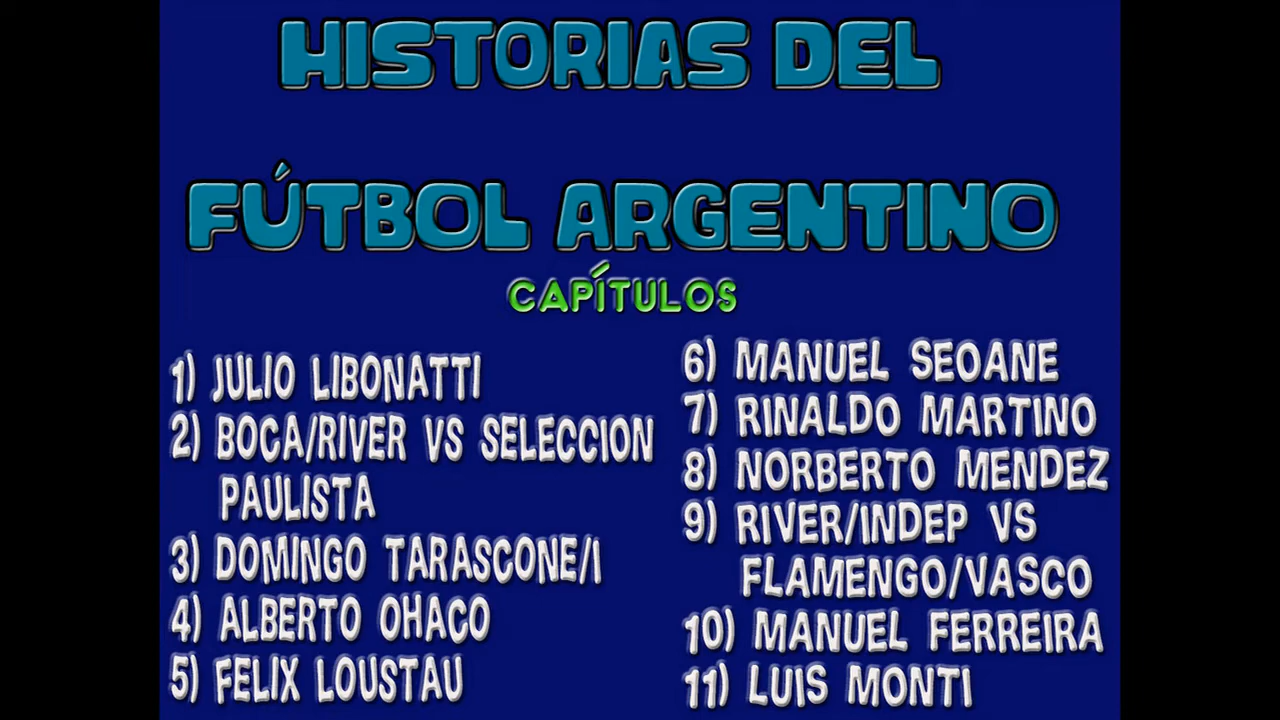 HISTORIAS DEL
FÚTBOL ARGENTINO
CAPÍTULOS
1) JULIO LIBONATTI
2) BOCA/RIVER VS SELECCION
PAULISTA
3) DOMINGO TARASCONE/I
4) ALBERTO OHACO
5) FELIX LOUSTAU
6) MANUEL SEOANE
7) RINALDO MARTINO
8) NORBERTO MENDEZ
9) RIVER/INDEP VS
FLAMENGO/VASCO
10) MANUEL FERREIRA
11) LUIS MONTI